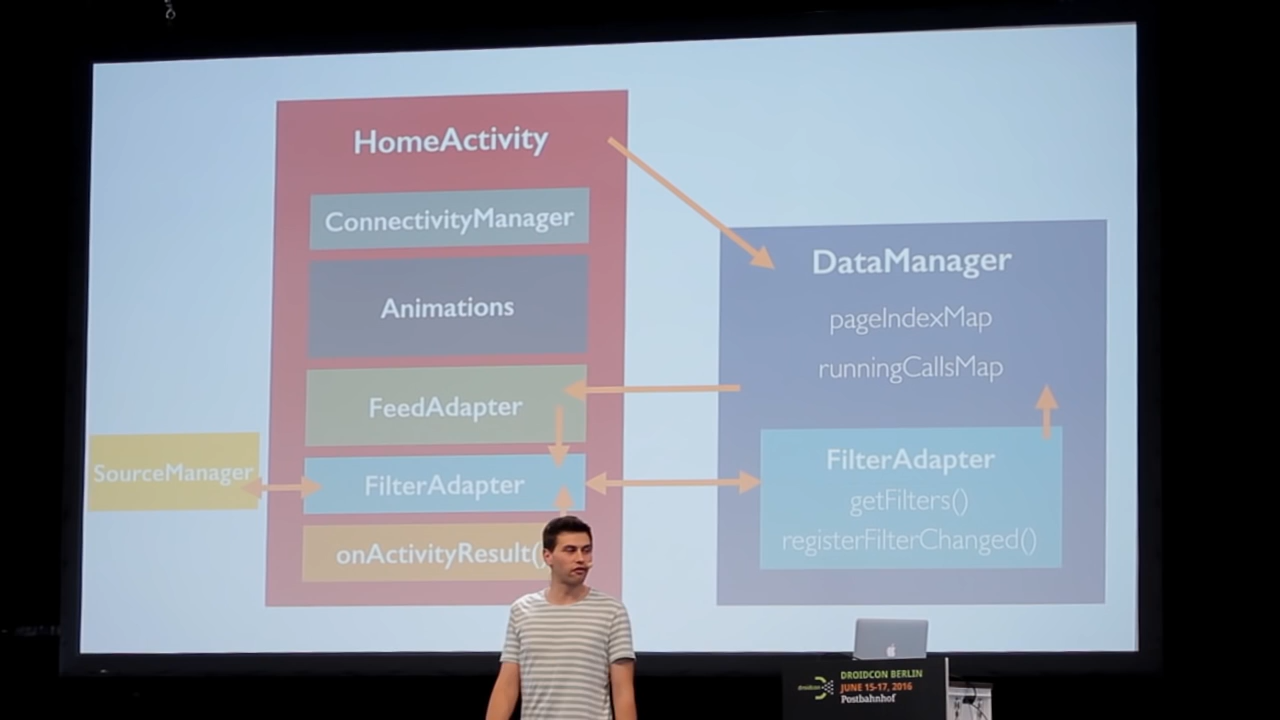 HomeActivity
ConnectivityManager
Animations
FeedAdapter
FilterAdapter
onActivityResult()
SourceManager
DataManager
pageIndexMap
runningCallsMap
FilterAdapter
getFilters()
registerFilterChanged()
droidcon
DROIDCON BERLIN
JUNE 15-17, 2016
Postbahnhof